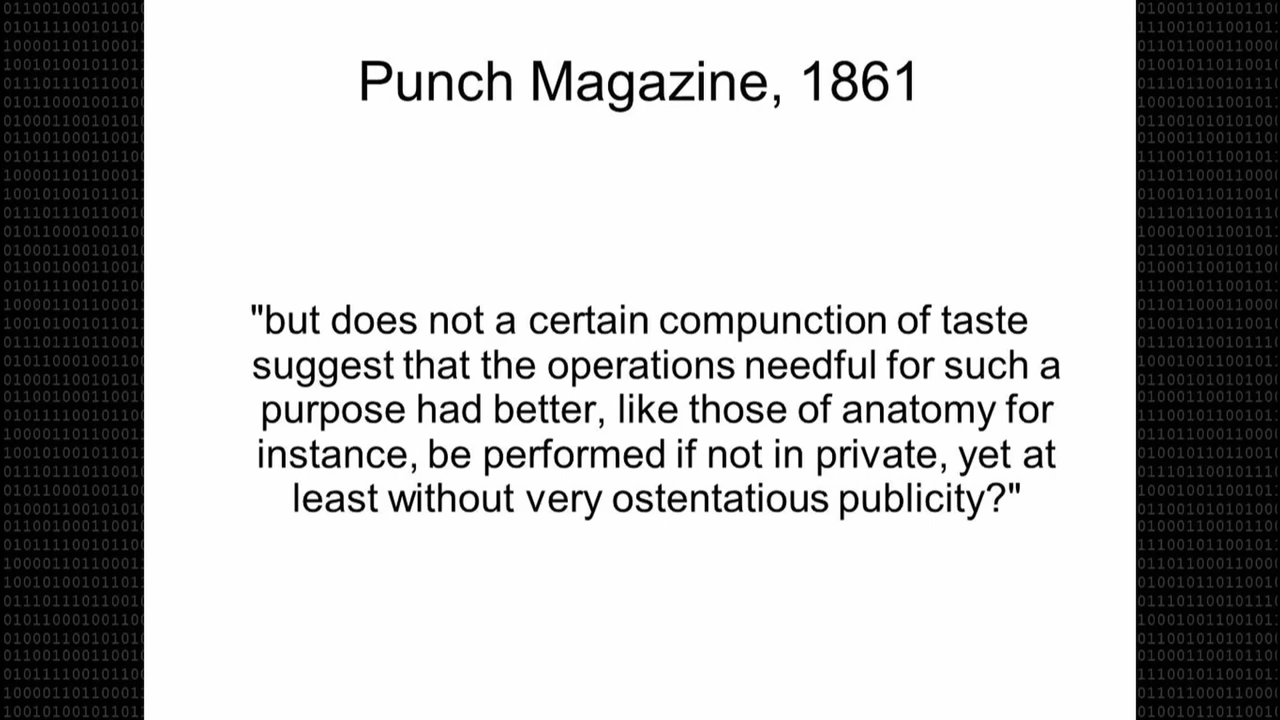 Punch Magazine, 1861
"but does not a certain compunction of taste
suggest that the operations needful for such a
purpose had better, like those of anatomy for
instance, be performed if not in private, yet at
least without very ostentatious publicity?"